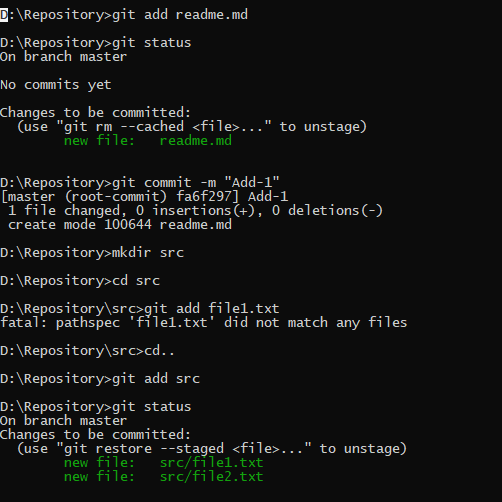 D:\Repository>git add readme.md
D:\Repository>git status
On branch master
No commits yet
Changes to be committed:
  (use "git rm --cached <file>..." to unstage)
        new file:   readme.md
D:\Repository>git commit -m "Add-1"
[master (root-commit) fa6f297] Add-1
 1 file changed, 0 insertions(+), 0 deletions(-)
 create mode 100644 readme.md
D:\Repository>mkdir src
D:\Repository>cd src
D:\Repository\src>git add file1.txt
fatal: pathspec 'file1.txt' did not match any files
D:\Repository\src>cd..
D:\Repository>git add src
D:\Repository>git status
On branch master
Changes to be committed:
  (use "git restore --staged <file>..." to unstage)
        new file:   src/file1.txt
        new file:   src/file2.txt